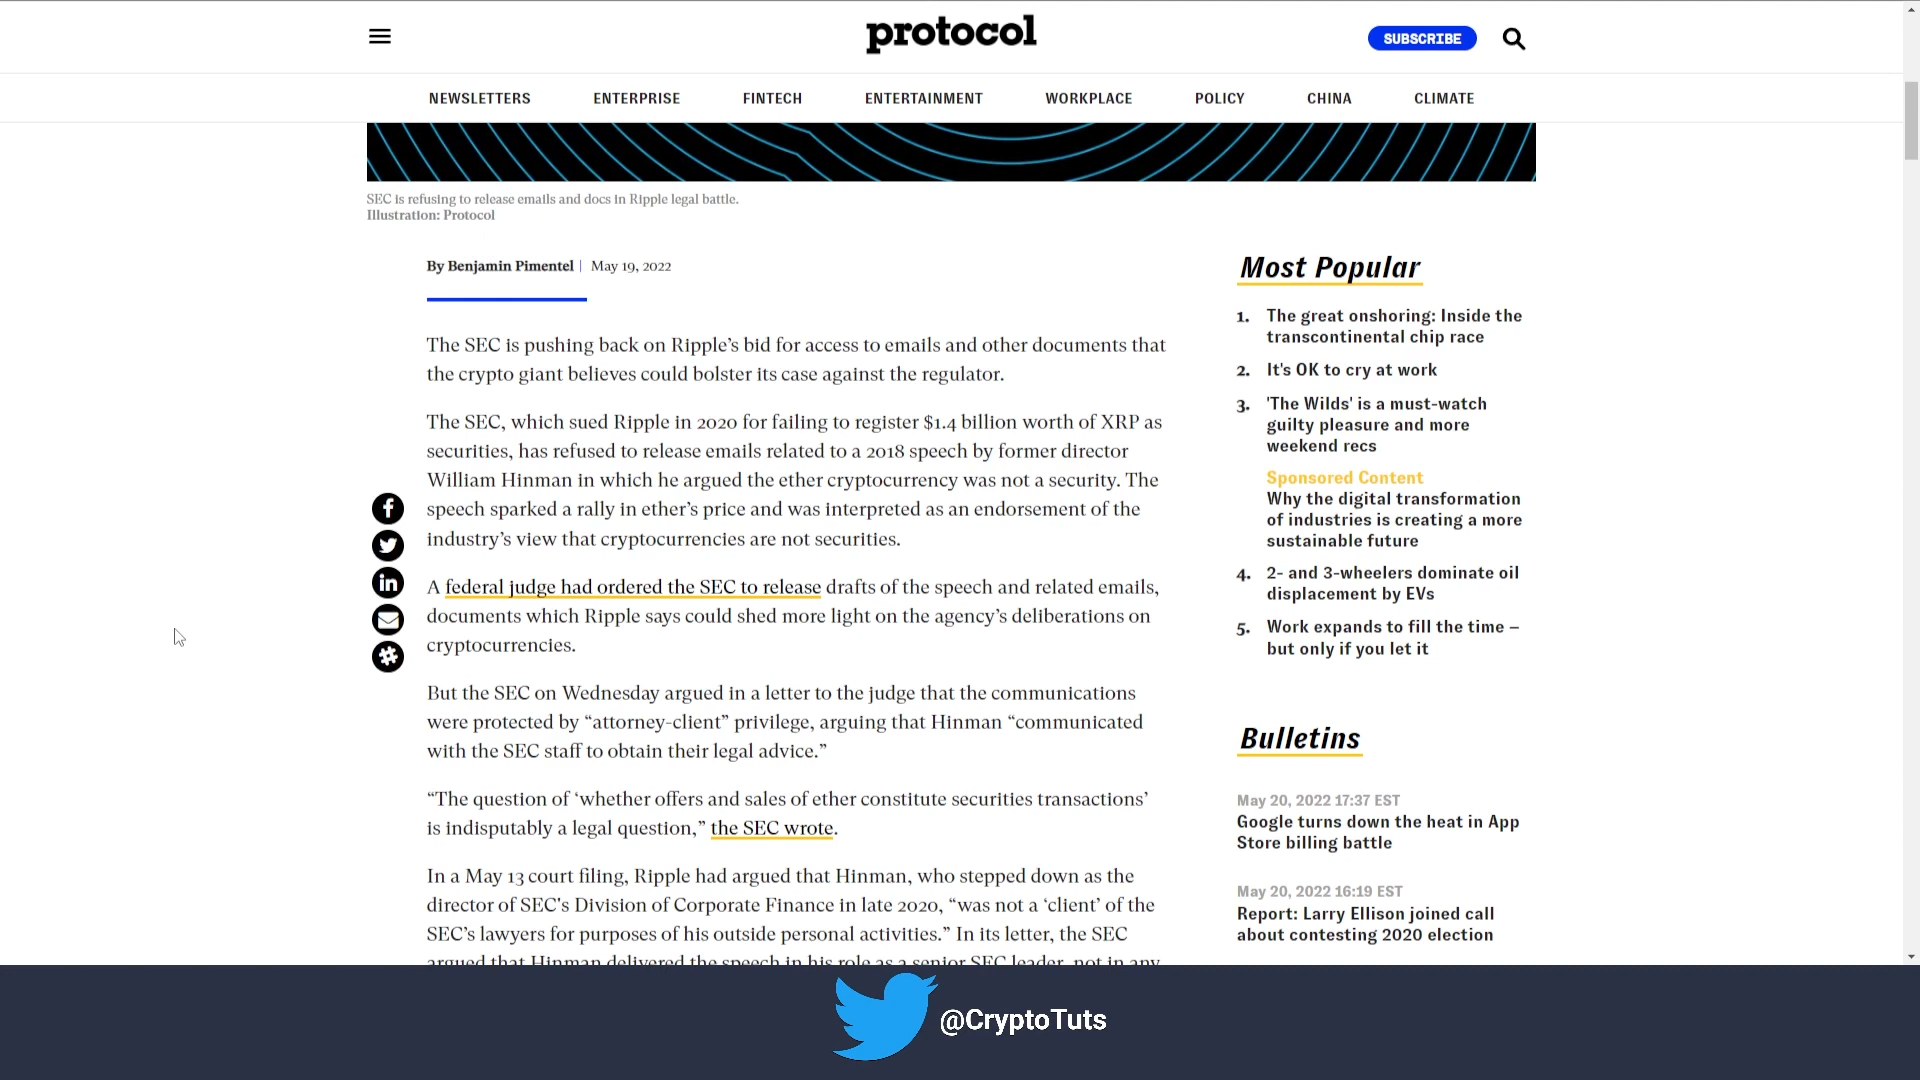 protocol
SUBSCRIBE
NEWSLETTERS ENTERPRISE FINTECH ENTERTAINMENT WORKPLACE POLICY CHINA CLIMATE
SEC is refusing to release emails and docs in Ripple legal battle.
Illustration: Protocol
By Benjamin Pimentel | May 19, 2022
The SEC is pushing back on Ripple’s bid for access to emails and other documents that
the crypto giant believes could bolster its case against the regulator.
The SEC, which sued Ripple in 2020 for failing to register $1.4 billion worth of XRP as
securities, has refused to release emails related to a 2018 speech by former director
William Hinman in which he argued the ether cryptocurrency was not a security. The
speech sparked a rally in ether’s price and was interpreted as an endorsement of the
industry’s view that cryptocurrencies are not securities.
A federal judge had ordered the SEC to release drafts of the speech and related emails,
documents which Ripple says could shed more light on the agency’s deliberations on
cryptocurrencies.
But the SEC on Wednesday argued in a letter to the judge that the communications
were protected by “attorney-client” privilege, arguing that Hinman “communicated
with the SEC staff to obtain their legal advice.”
“The question of ‘whether offers and sales of ether constitute securities transactions’
is indisputably a legal question,” the SEC wrote.
In a May 13 court filing, Ripple had argued that Hinman, who stepped down as the
director of SEC's Division of Corporate Finance in late 2020, “was not a ‘client’ of the
SEC’s lawyers for purposes of his outside personal activities.” In its letter, the SEC
argued that Hinman delivered the speech in his role as a senior SEC leader, not in any
Most Popular
1. The great onshoring: Inside the
transcontinental chip race
2. It's OK to cry at work
3. 'The Wilds' is a must-watch
guilty pleasure and more
weekend recs
Sponsored Content
Why the digital transformation
of industries is creating a more
sustainable future
4. 2- and 3-wheelers dominate oil
displacement by EVs
5. Work expands to fill the time –
but only if you let it
Bulletins
May 20, 2022 17:37 EST
Google turns down the heat in App
Store billing battle
May 20, 2022 16:19 EST
Report: Larry Ellison joined call
about contesting 2020 election
@CryptoTuts